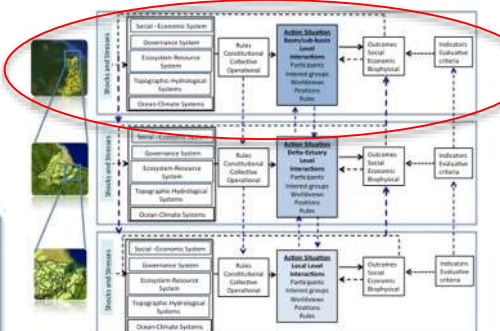 Shocks and Stresses
Social -Economic System
Governance System
Ecosystem-Resource
System
Topographic-Hydrological
Systems
Ocean-Climate Systems
Rules
Constitutional
Collective
Operational
Action Situation
Basin/sub-basin
Level
Interactions
Participants
Interest groups
Worldviews
Positions
Rules
Outcomes
Social
Economic
Biophysical
Indicators
Evaluative
criteria
Shocks and Stresses
Social -Economic System
Governance System
Ecosystem-Resource
System
Topographic-Hydrological
Systems
Ocean-Climate Systems
Rules
Constitutional
Collective
Operational
Action Situation
Delta-Estuary
Level
Interactions
Participants
Interest groups
Worldviews
Positions
Rules
Outcomes
Social
Economic
Biophysical
Indicators
Evaluative
criteria
Shocks and Stresses
Social -Economic System
Governance System
Ecosystem-Resource
System
Topographic-Hydrological
Systems
Ocean-Climate Systems
Rules
Constitutional
Collective
Operational
Action Situation
Local Level
Interactions
Participants
Interest groups
Worldviews
Positions
Rules
Outcomes
Social
Economic
Biophysical
Indicators
Evaluative
criteria